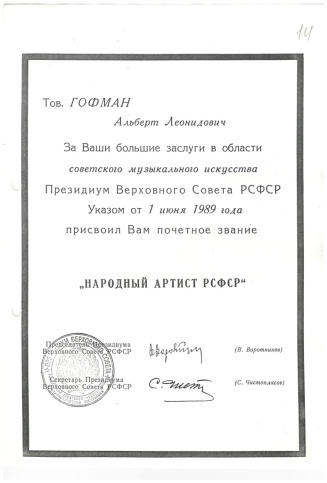 14
Тов. ГОФМАН
Альберт Леонидович
За Ваши большие заслуги в области
советского музыкального искусства
Президиум Верховного Совета РСФСР
Указом от 1 июня 1989 года
присвоил Вам почетное звание
„НАРОДНЫЙ АРТИСТ РСФСР“
Председатель Президиума
Верховного Совета РСФСР
(В. Воротников)
Секретарь Президиума
Верховного Совета РСФСР
(С. Чистоплясов)